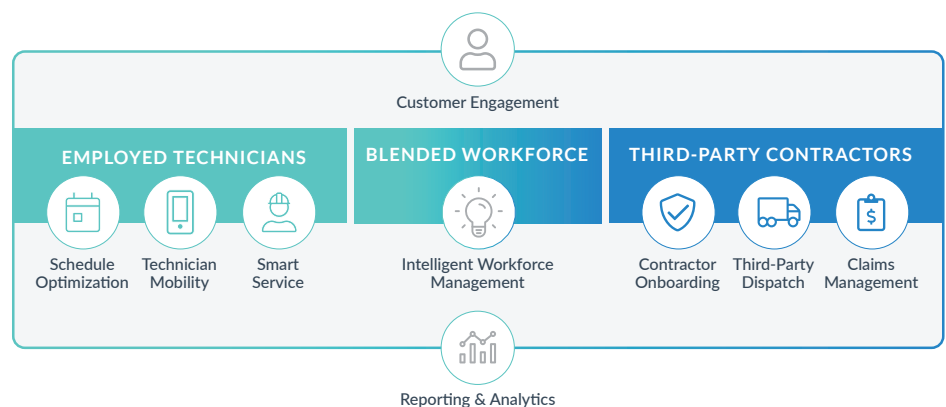 Customer Engagement
EMPLOYED TECHNICIANS
BLENDED WORKFORCE
THIRD-PARTY CONTRACTORS
$
Schedule
Optimization
Technician
Mobility
Smart
Service
Intelligent Workforce
Management
Contractor
Onboarding
Third-Party
Dispatch
Claims
Management
Reporting & Analytics